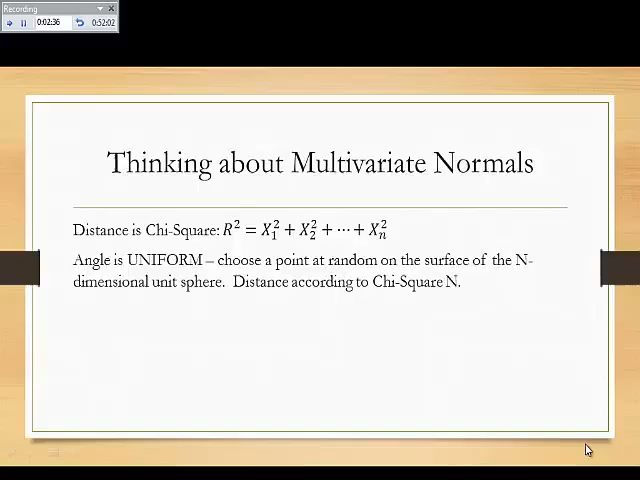 Recording
0:02:36
0:52:02
Thinking about Multivariate Normals
Distance is Chi-Square: R² = X₁² + X₂² + ⋯ + Xₙ²
Angle is UNIFORM – choose a point at random on the surface of the N-
dimensional unit sphere. Distance according to Chi-Square N.